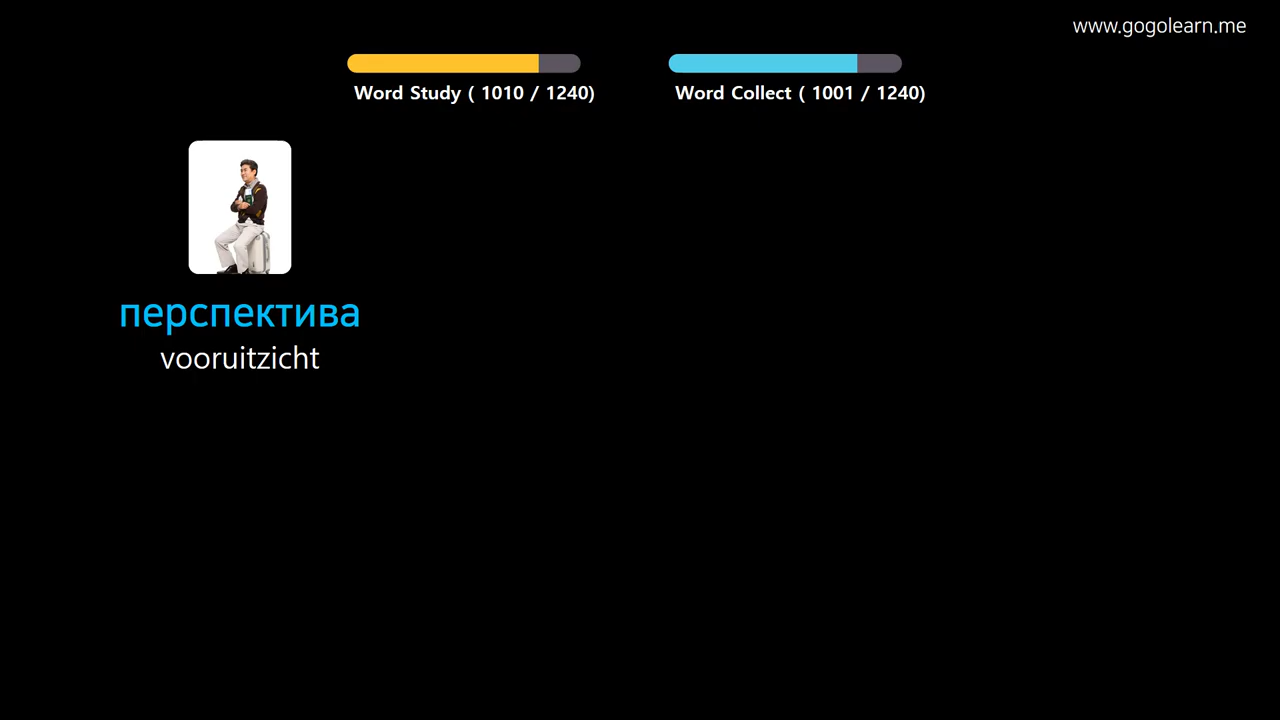 www.gogolearn.me
Word Study ( 1010 / 1240)
Word Collect ( 1001 / 1240)
перспектива
vooruitzicht